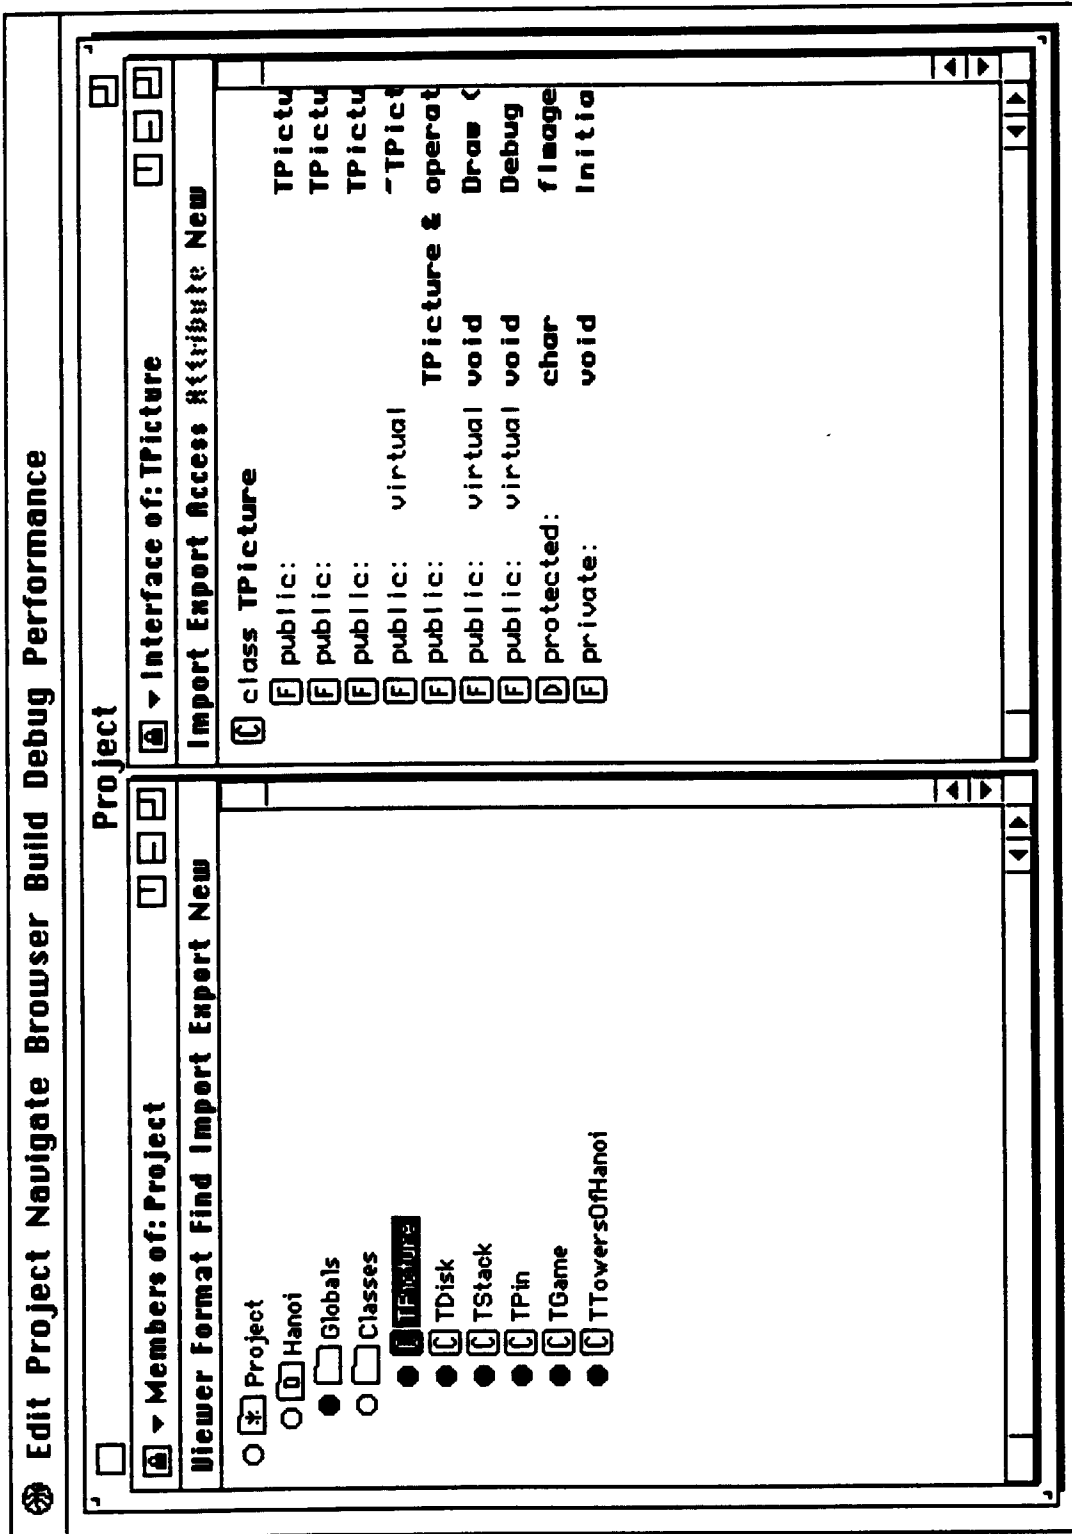 Edit Project Navigate Browser Build Debug Performance
Project
Members of: Project
Viewer Format Find Import Export New
Project
Hanoi
Globals
Classes
TPicture
TDisk
TStack
TPin
TGame
TTowersOfHanoi
Interface of: TPicture
Import Export Access Attribute New
C class TPicture
F public: TPictu
F public: TPictu
F public: TPictu
F public: virtual ~TPict
F public: TPicture & operat
F public: virtual void Draw (
F public: virtual void Debug
D protected: char fImage
F private: void Initia